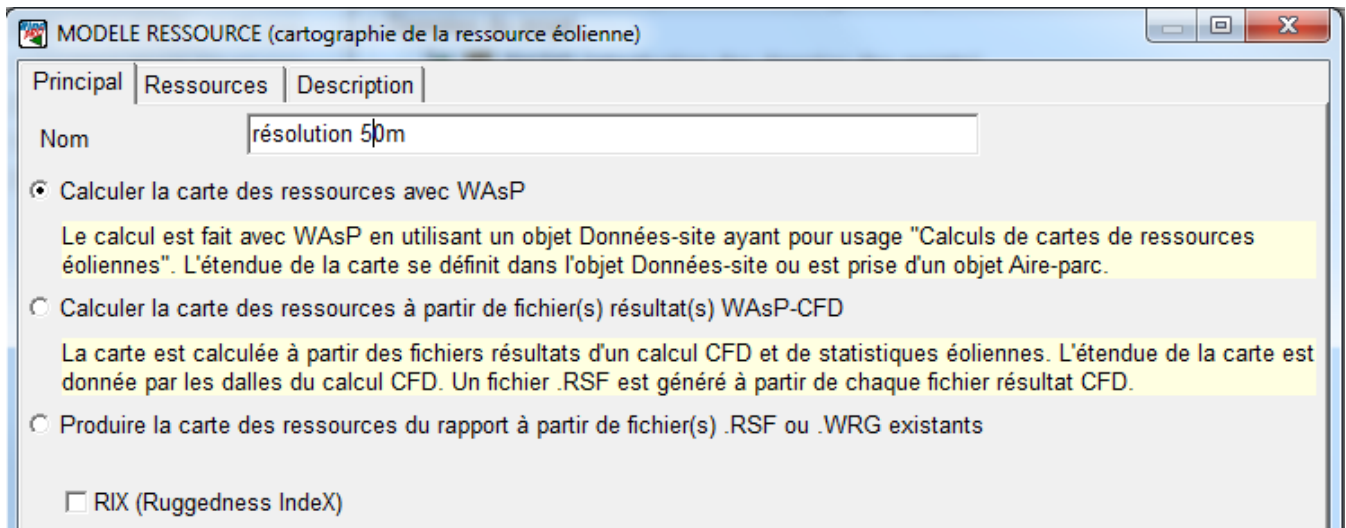 MODELE RESSOURCE (cartographie de la ressource éolienne)
Principal Ressources Description
Nom résolution 50m
Calculer la carte des ressources avec WAsP
Le calcul est fait avec WAsP en utilisant un objet Données-site ayant pour usage "Calculs de cartes de ressources
éoliennes". L'étendue de la carte se définit dans l'objet Données-site ou est prise d'un objet Aire-parc.
Calculer la carte des ressources à partir de fichier(s) résultat(s) WAsP-CFD
La carte est calculée à partir des fichiers résultats d'un calcul CFD et de statistiques éoliennes. L'étendue de la carte est
donnée par les dalles du calcul CFD. Un fichier .RSF est généré à partir de chaque fichier résultat CFD.
Produire la carte des ressources du rapport à partir de fichier(s) .RSF ou .WRG existants
RIX (Ruggedness IndeX)